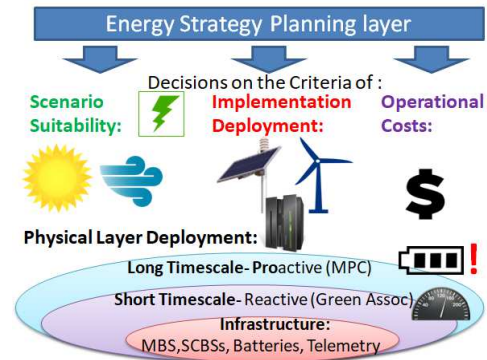 Energy Strategy Planning layer
Decisions on the Criteria of :
Scenario Suitability:
Implementation Deployment:
Operational Costs:
$
Physical Layer Deployment:
!
Long Timescale- Proactive (MPC)
Short Timescale- Reactive (Green Assoc)
Infrastructure:
MBS,SCBSs, Batteries, Telemetry